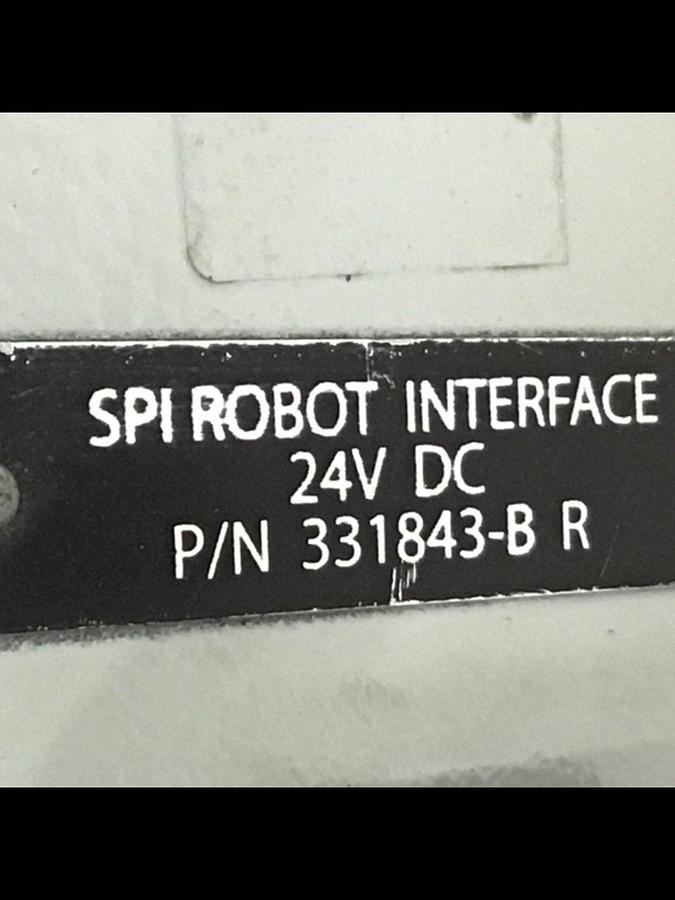 SPI ROBOT INTERFACE
24V DC
P/N 331843-B R